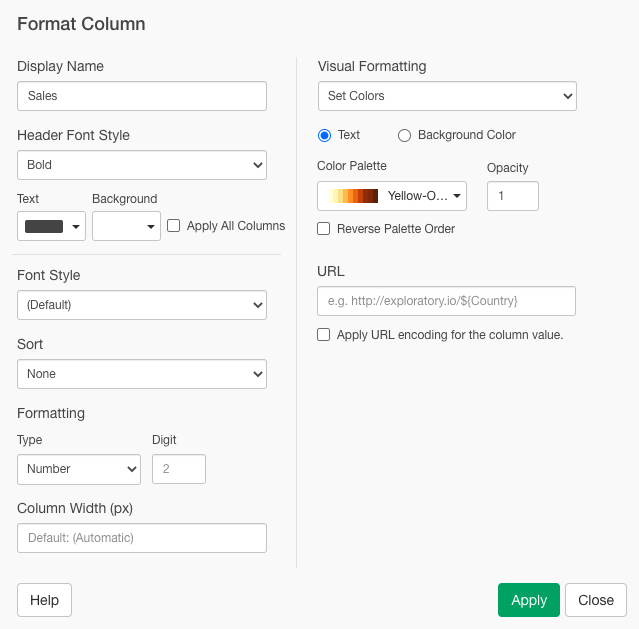 Format Column
Display Name
Sales
Header Font Style
Bold
Text
Background
Apply All Columns
Font Style
(Default)
Sort
None
Formatting
Type
Digit
Number
2
Column Width (px)
Default: (Automatic)
Visual Formatting
Set Colors
Text
Background Color
Color Palette
Opacity
Yellow-O...
1
Reverse Palette Order
URL
e.g. http://exploratory.io/${Country}
Apply URL encoding for the column value.
Help
Apply
Close